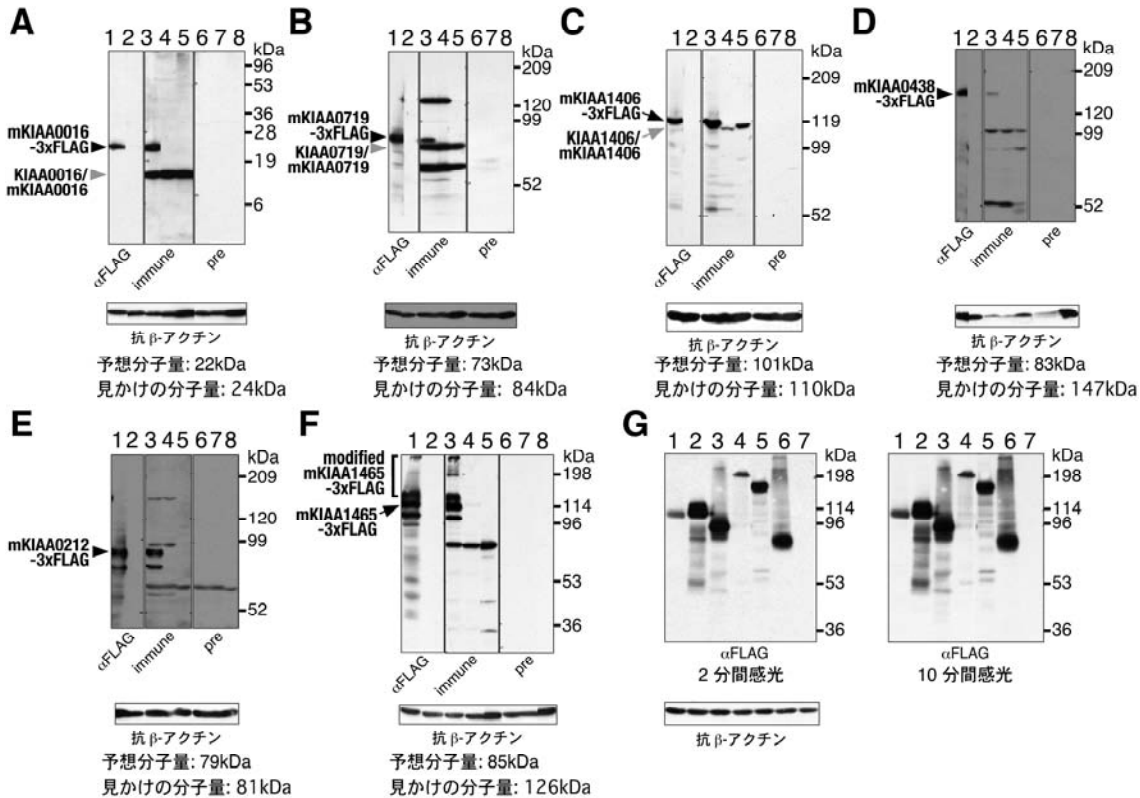 A
1 2 3 4 5 6 7 8
kDa
96
53
36
28
19
6
mKIAA0016
-3xFLAG
KIAA0016/
mKIAA0016
αFLAG
immune
pre
抗 β-アクチン
予想分子量: 22kDa
見かけの分子量: 24kDa
B
1 2 3 4 5 6 7 8
kDa
209
120
99
52
mKIAA0719
-3xFLAG
KIAA0719/
mKIAA0719
αFLAG
immune
pre
抗 β-アクチン
予想分子量: 73kDa
見かけの分子量: 84kDa
C
1 2 3 4 5 6 7 8
kDa
209
119
99
52
mKIAA1406
-3xFLAG
KIAA1406/
mKIAA1406
αFLAG
immune
pre
抗 β-アクチン
予想分子量: 101kDa
見かけの分子量: 110kDa
D
1 2 3 4 5 6 7 8
kDa
209
120
99
52
mKIAA0438
-3xFLAG
αFLAG
immune
pre
抗 β-アクチン
予想分子量: 83kDa
見かけの分子量: 147kDa
E
1 2 3 4 5 6 7 8
kDa
209
120
99
52
mKIAA0212
-3xFLAG
αFLAG
immune
pre
抗 β-アクチン
予想分子量: 79kDa
見かけの分子量: 81kDa
F
1 2 3 4 5 6 7 8
kDa
198
114
96
53
36
modified
mKIAA1465
-3xFLAG
mKIAA1465
-3xFLAG
αFLAG
immune
pre
抗 β-アクチン
予想分子量: 85kDa
見かけの分子量: 126kDa
G
1 2 3 4 5 6 7
kDa
198
114
96
53
36
αFLAG
2 分間感光
抗 β-アクチン
1 2 3 4 5 6 7
kDa
198
114
96
53
36
αFLAG
10 分間感光